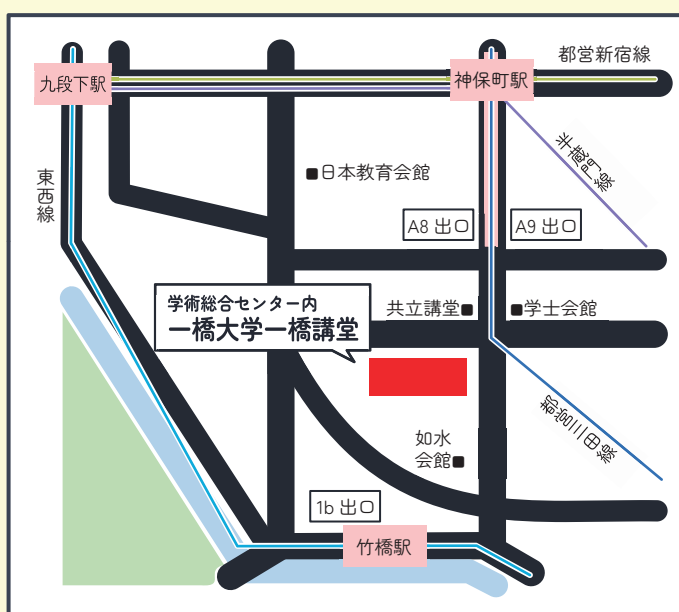 都営新宿線
九段下駅
神保町駅
半蔵門線
東西線
■日本教育会館
A8 出口
A9 出口
学術総合センター内
一橋大学一橋講堂
共立講堂■
■学士会館
都営三田線
如水
会館■
1b 出口
竹橋駅